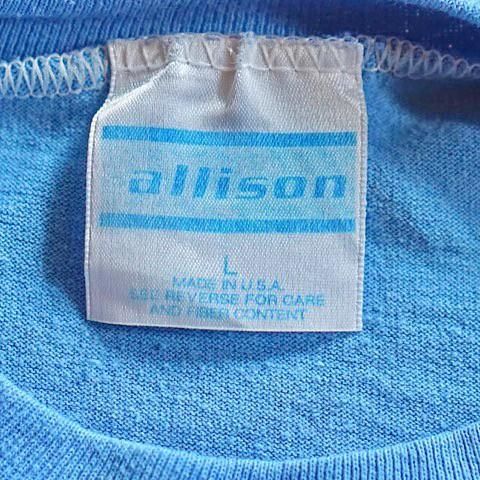 allison
L
MADE IN U.S.A.
SEE REVERSE FOR CARE
AND FIBER CONTENT